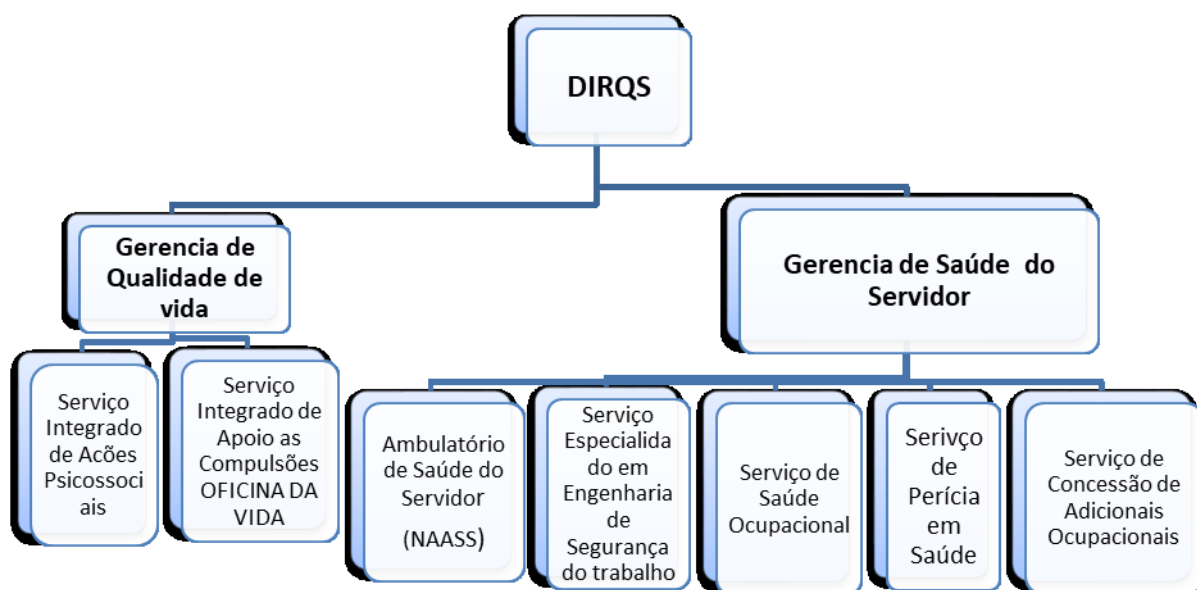 DIRQS
Gerencia de
Qualidade de
vida
Gerencia de Saúde do
Servidor
Serviço
Integrado
de Acões
Psicossoci
ais
Serviço
Integrado de
Apoio as
Compulsões
OFICINA DA
VIDA
Ambulatório
de Saúde do
Servidor
(NAASS)
Serviço
Especialida
do em
Engenharia
de
Segurança
do trabalho
Serviço de
Saúde
Ocupacional
Serivço
de
Perícia
em
Saúde
Serviço de
Concessão de
Adicionais
Ocupacionais